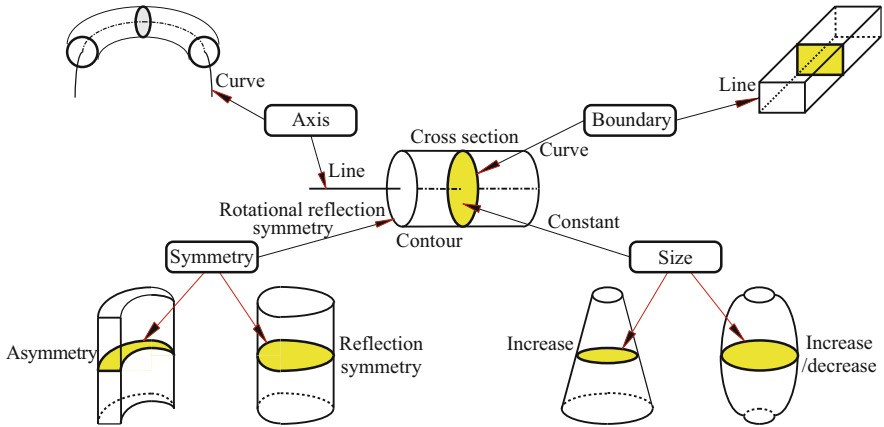 Curve
Line
Axis
Boundary
Cross section
Curve
Line
Rotational reflection
symmetry
Contour
Constant
Symmetry
Size
Asymmetry
Reflection
symmetry
Increase
Increase
/decrease